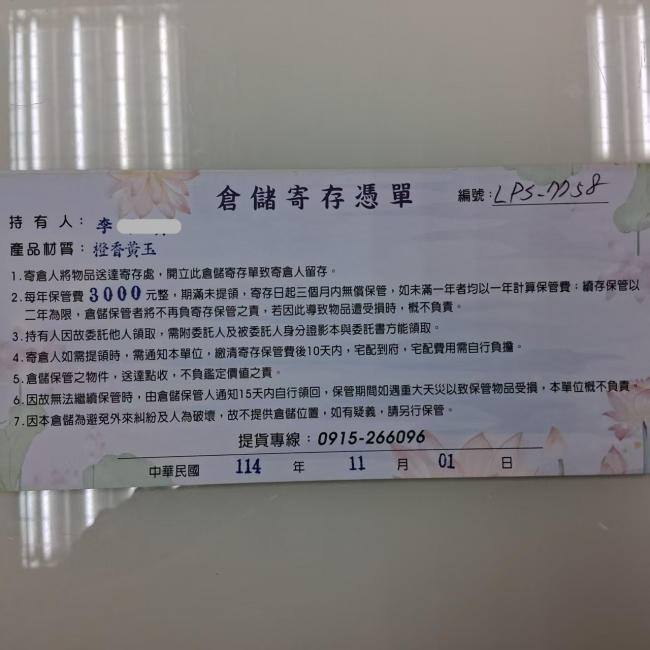 倉儲寄存憑單
編號:LPS-7758
持有人: 李
產品材質: 橙香黃玉
1.寄倉人將物品送達寄存處,開立此倉儲寄存單致寄倉人留存。
2.每年保管費3000元整,期滿未提領,寄存日起三個月內無償保管,如未滿一年者均以一年計算保管費;續存保管以
二年為限,倉儲保管者將不再負寄存保管之責,若因此導致物品遭受損時,概不負責。
3.持有人因故委託他人領取,需附委託人及被委託人身分證影本與委託書方能領取。
4.寄倉人如需提領時,需通知本單位,繳清寄存保管費後10天內,宅配到府,宅配費用需自行負擔。
5.倉儲保管之物件,送達點收,不負鑑定價值之責。
6.因故無法繼續保管時,由倉儲保管人通知15天內自行領回,保管期間如遇重大天災以致保管物品受損,本單位概不負責。
7.因本倉儲為避免外來糾紛及人為破壞,故不提供倉儲位置,如有疑義,請另行保管。
提貨專線:0915-266096
中華民國 114 年 11 月 01 日